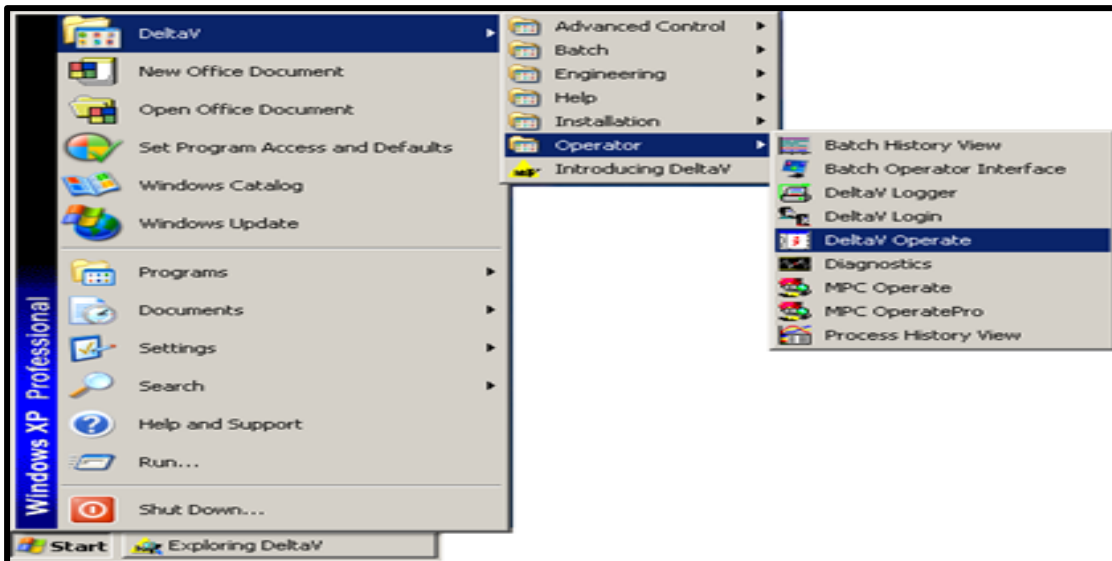 DeltaV
New Office Document
Open Office Document
Set Program Access and Defaults
Windows Catalog
Windows Update
Programs
Documents
Settings
Search
Help and Support
Run...
Shut Down...
Windows XP Professional
Start
Exploring DeltaV
Advanced Control
Batch
Engineering
Help
Installation
Operator
Introducing DeltaV
Batch History View
Batch Operator Interface
DeltaV Logger
DeltaV Login
DeltaV Operate
Diagnostics
MPC Operate
MPC OperatePro
Process History View